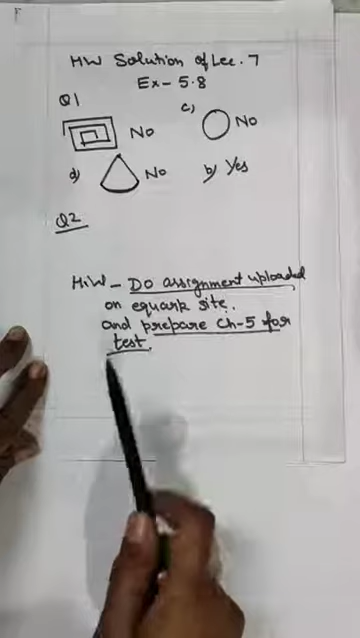 HW Solution of Lec. 7
Ex - 5.8
Q1
No
c) No
d) No
b) Yes
Q2
H.W - Do assignment uploaded
on equark site..
and prepare Ch-5 for
test.